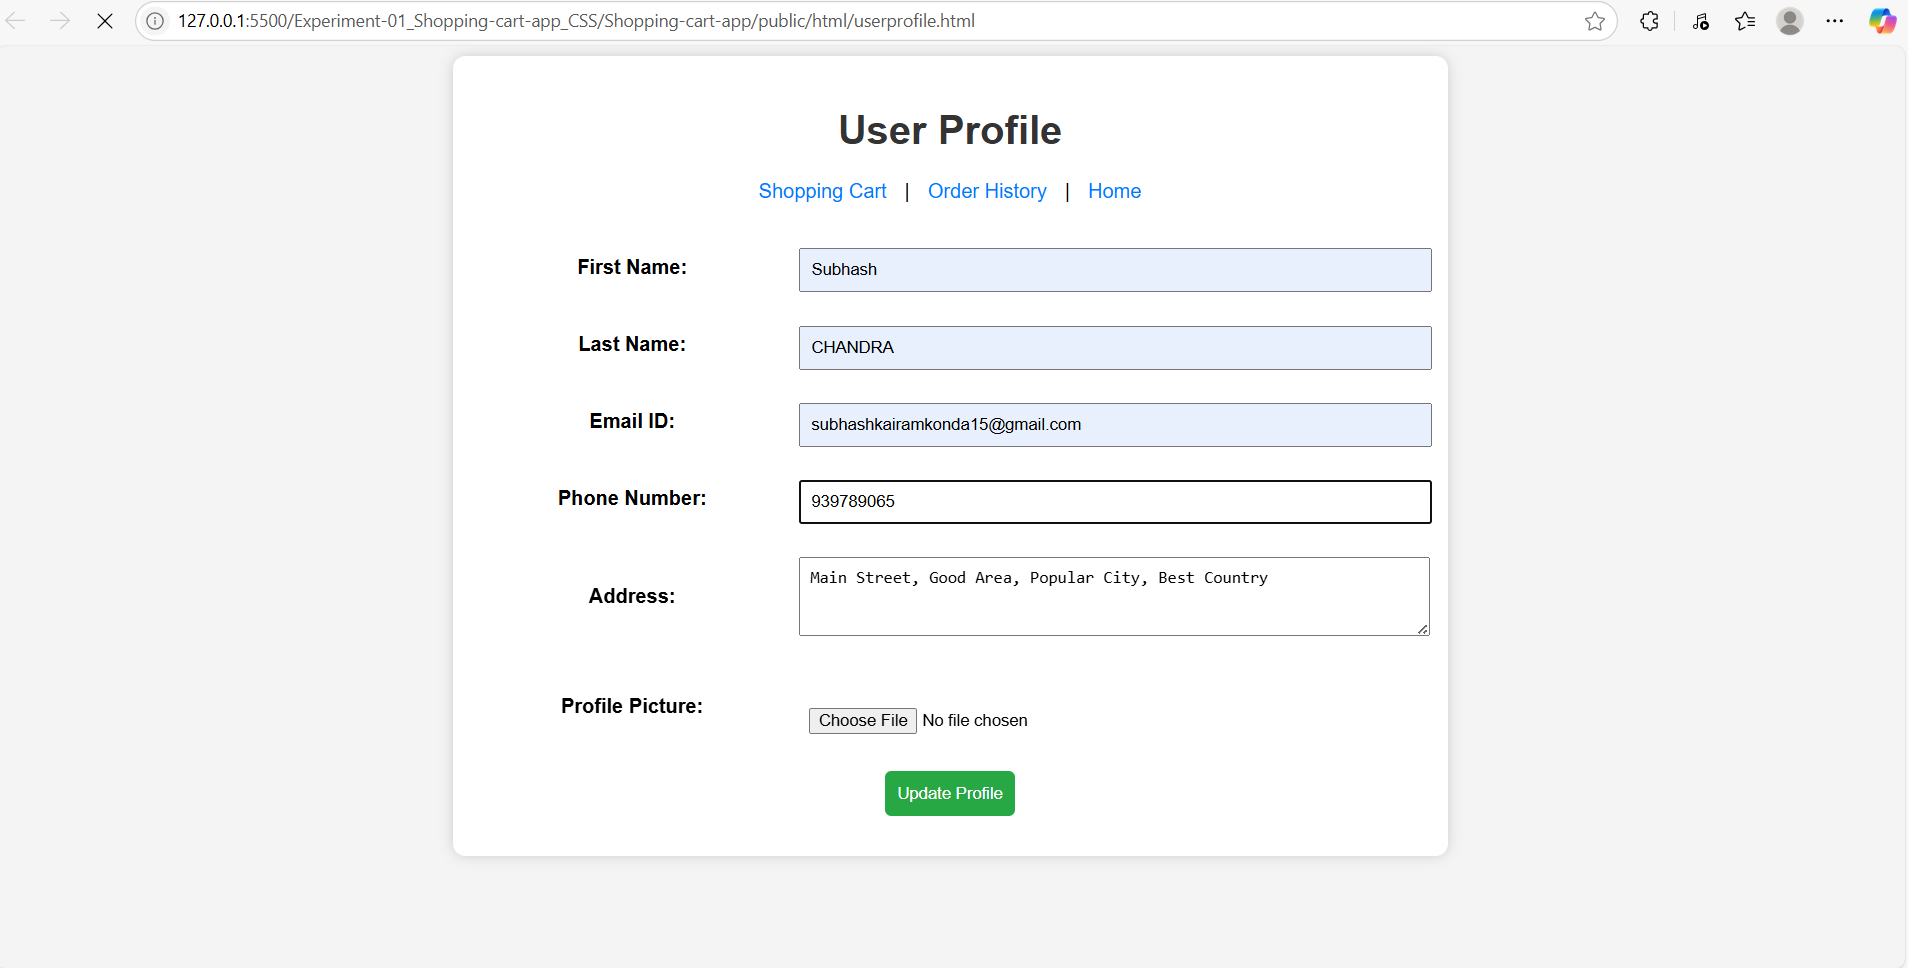 127.0.0.1:5500/Experiment-01_Shopping-cart-app_CSS/Shopping-cart-app/public/html/userprofile.html
User Profile
Shopping Cart | Order History | Home
First Name: Subhash
Last Name: CHANDRA
Email ID: subhashkairamkonda15@gmail.com
Phone Number: 939789065
Address: Main Street, Good Area, Popular City, Best Country
Profile Picture: Choose File No file chosen
Update Profile